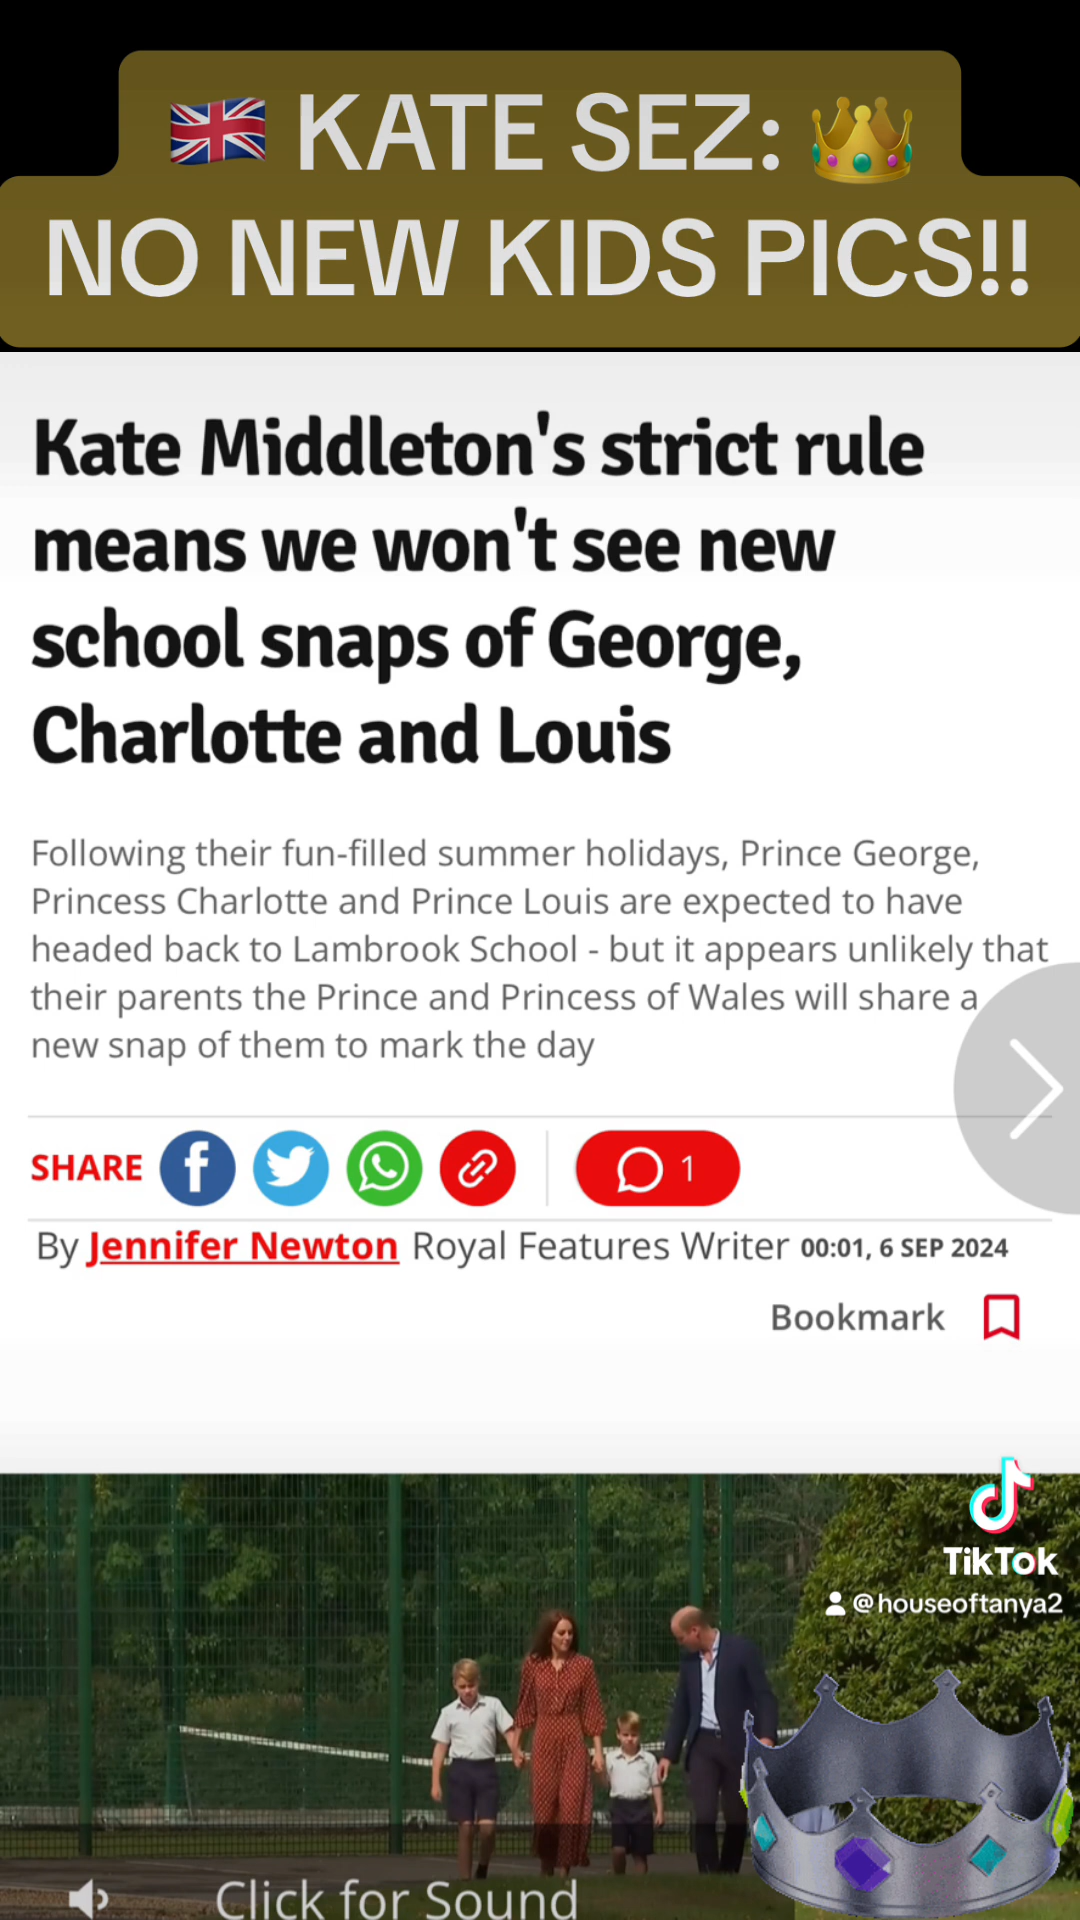 🇬🇧 KATE SEZ: 👑
NO NEW KIDS PICS!!
Kate Middleton's strict rule
means we won't see new
school snaps of George,
Charlotte and Louis
Following their fun-filled summer holidays, Prince George,
Princess Charlotte and Prince Louis are expected to have
headed back to Lambrook School - but it appears unlikely that
their parents the Prince and Princess of Wales will share a
new snap of them to mark the day
SHARE 1
By Jennifer Newton Royal Features Writer 00:01, 6 SEP 2024
Bookmark
TikTok
@houseoftanya2
Click for Sound